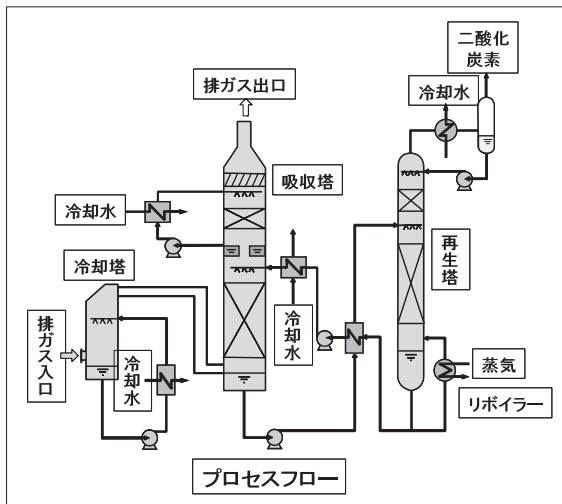 二酸化
炭素
排ガス出口
冷却水
吸収塔
冷却水
冷却塔
再生塔
排ガス入口
冷却水
冷却水
蒸気
リボイラー
プロセスフロー